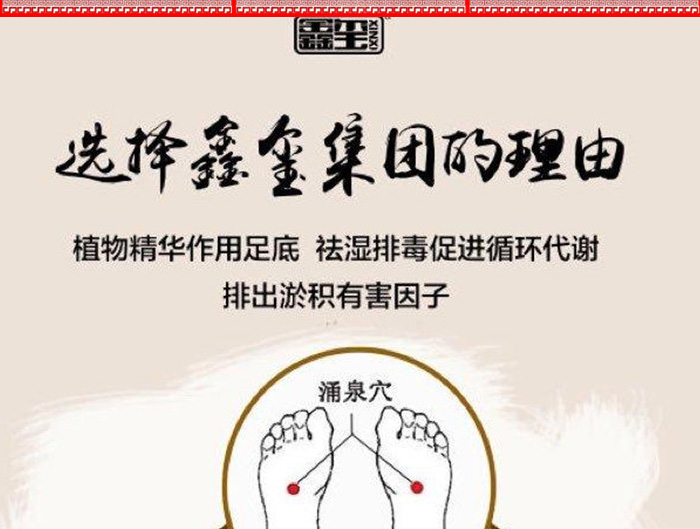 鑫玺
XINXI
选择鑫玺集团的理由
植物精华作用足底 祛湿排毒促进循环代谢
排出淤积有害因子
涌泉穴